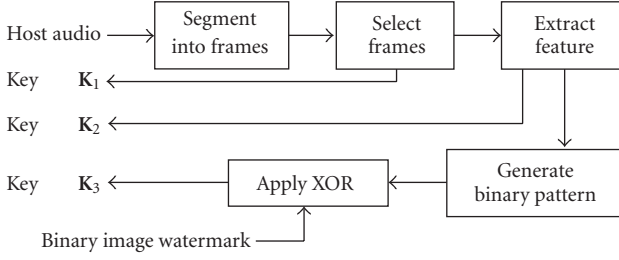 Host audio
Segment
into frames
Select
frames
Extract
feature
Key K1
Key K2
Key K3
Apply XOR
Generate
binary pattern
Binary image watermark